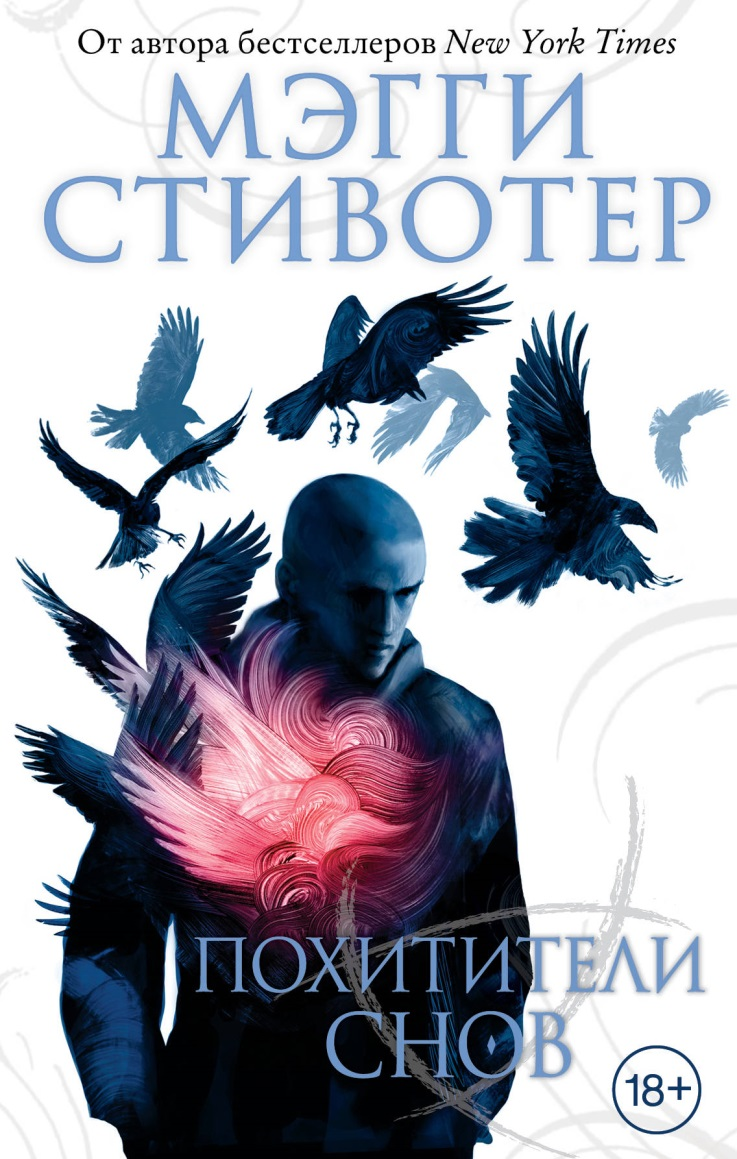 От автора бестселлеров New York Times
МЭГГИ
СТИВОТЕР
ПОХИТИТЕЛИ
СНОВ
18+